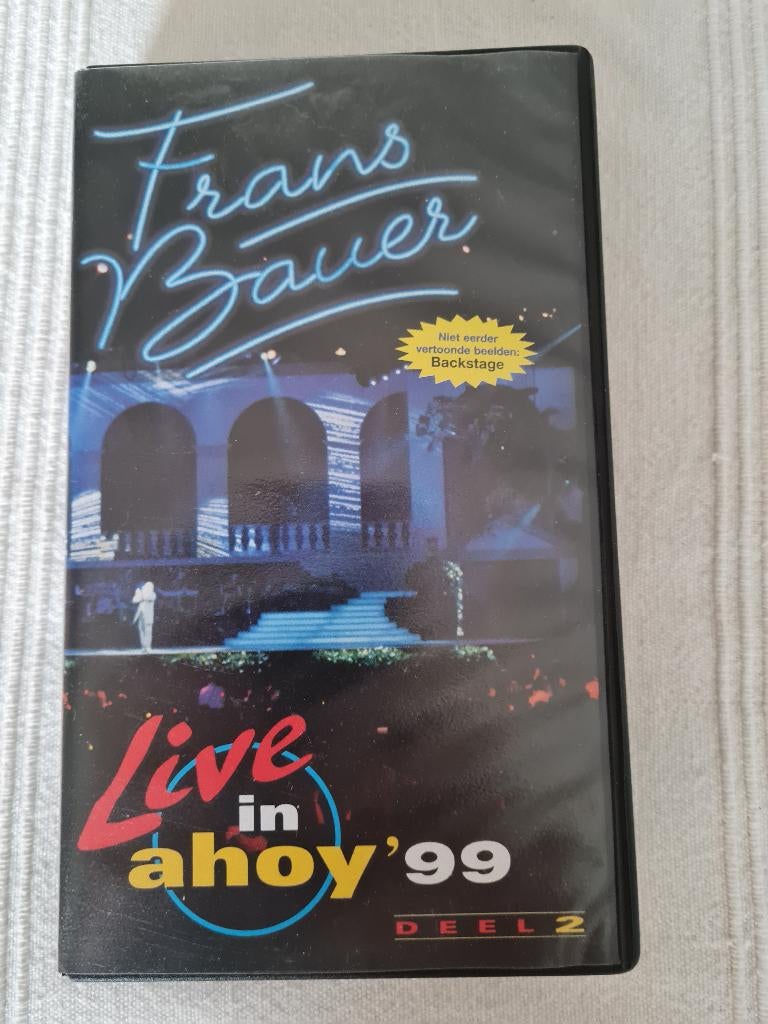 Frans
Bauer
Niet eerder
vertoonde beelden:
Backstage
Live
in
ahoy '99
DEEL 2